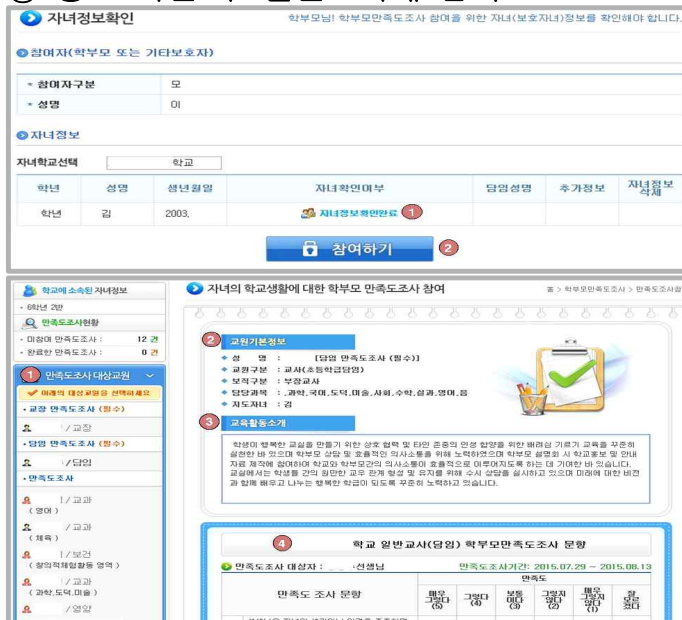 자녀정보확인
학부모님! 학부모만족도조사 참여를 위한 자녀(보호자녀)정보를 확인해야 합니다.
참여자(학부모 또는 기타보호자)
참여자구분 모
성명 이
자녀정보
자녀학교선택 학교
학년 성명 생년월일 자녀확인여부 담임성명 추가정보 자녀정보 삭제
학년 김 2003. 자녀정보확인완료 1
참여하기 2
학교에 소속된 자녀정보
- 6학년 2반
만족도조사현황
- 미참여 만족도조사 : 12 건
- 완료한 만족도조사 : 0 건
1 만족도조사 대상교원
아래의 대상교원을 선택하세요
교장 만족도조사 (필수)
/ 교장
담임 만족도조사 (필수)
/ 담임
만족도조사
/ 교과
( 영어 )
/ 교과
( 체육 )
/ 보건
( 창의적체험활동 영역 )
/ 교과
( 과학,도덕,미술 )
/ 영양
자녀의 학교생활에 대한 학부모 만족도조사 참여
홈 > 학부모만족도조사 > 만족도조사참
2 교원기본정보
성 명 : [담임 만족도조사 (필수)]
교원구분 : 교사(초등학급담임)
보직구분 : 부장교사
담당과목 : ,과학,국어,도덕,미술,사회,수학,실과,영어,음
지도자녀 : 김
3 교육활동소개
학생이 행복한 교실을 만들기 위한 상호 협력 및 타인 존중의 인성 함양을 위한 배려심 기르기 교육을 꾸준히
실천한 바 있으며 학부모 상담 및 효율적인 의사소통을 위해 노력하였으며 학부모 설명회 시 학교홍보 및 안내
자료 제작에 참여하여 학교와 학부모간의 의사소통이 효율적으로 이루어지도록 하는 데 기여한 바 있습니다.
교실에서는 학생들 간의 원만한 교우 관계 형성 및 유지를 위해 수시 상담을 실시하고 있으며 미래에 대한 비전
과 함께 배우고 나누는 행복한 학급이 되도록 꾸준히 노력하고 있습니다.
4 학교 일반교사(담임) 학부모만족도조사 문항
만족도조사 대상자 : 선생님
만족도조사기간: 2015.07.29 ~ 2015.08.13
만족도 조사 문항
만족도
매우 그렇다 (5) 그렇다 (4) 보통 이다 (3) 그렇지 않다 (2) 매우 그렇지 않다 (1) 잘 모르 겠다